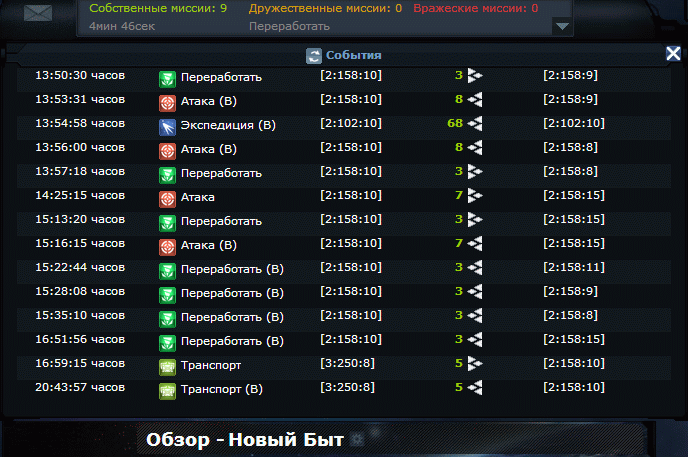 Собственные миссии: 9 Дружественные миссии: 0 Вражеские миссии: 0
4мин 46сек Переработать
События
13:50:30 часов Переработать [2:158:10] 3 [2:158:9]
13:53:31 часов Атака (В) [2:158:10] 8 [2:158:9]
13:54:58 часов Экспедиция (В) [2:102:10] 68 [2:102:10]
13:56:00 часов Атака (В) [2:158:10] 8 [2:158:8]
13:57:18 часов Переработать [2:158:10] 3 [2:158:8]
14:25:15 часов Атака [2:158:10] 7 [2:158:15]
15:13:20 часов Переработать [2:158:10] 3 [2:158:15]
15:16:15 часов Атака (В) [2:158:10] 7 [2:158:15]
15:22:44 часов Переработать (В) [2:158:10] 3 [2:158:11]
15:28:08 часов Переработать (В) [2:158:10] 3 [2:158:9]
15:35:10 часов Переработать (В) [2:158:10] 3 [2:158:8]
16:51:56 часов Переработать (В) [2:158:10] 3 [2:158:15]
16:59:15 часов Транспорт [3:250:8] 5 [2:158:10]
20:43:57 часов Транспорт (В) [3:250:8] 5 [2:158:10]
Обзор - Новый Быт